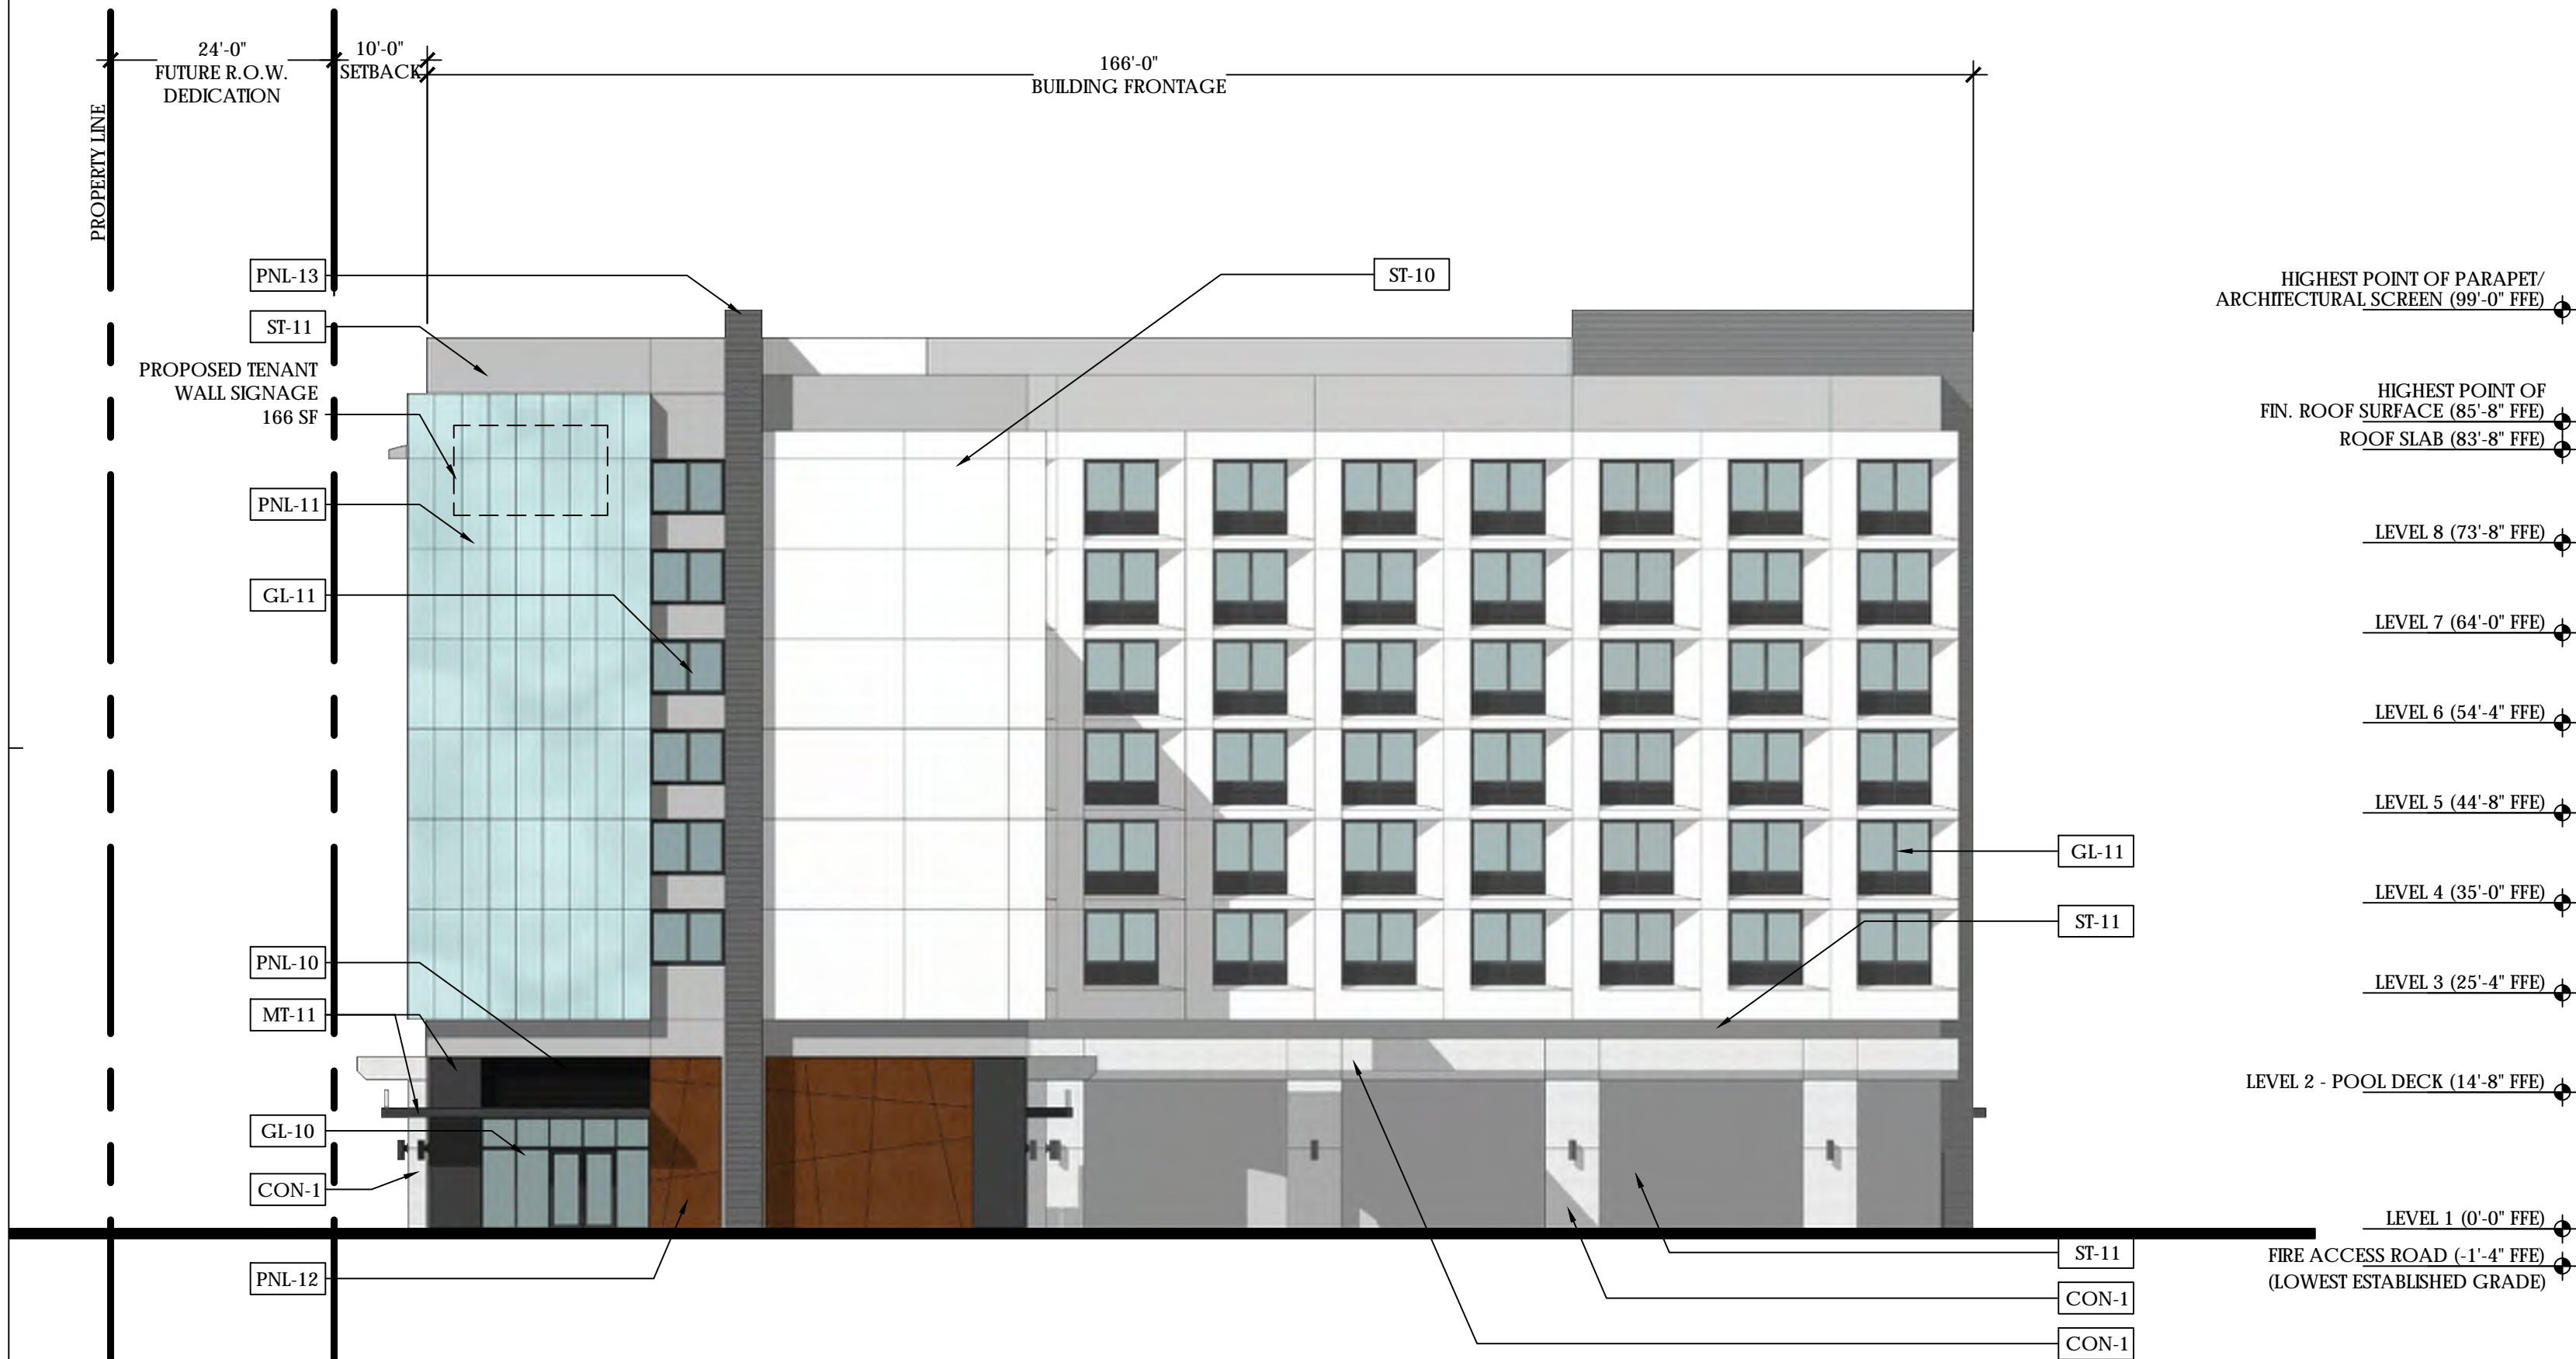 24'-0"
FUTURE R.O.W.
DEDICATION
10'-0"
SETBACK
166'-0"
BUILDING FRONTAGE
PROPERTY LINE
PNL-13
ST-11
PROPOSED TENANT
WALL SIGNAGE
166 SF
PNL-11
GL-11
PNL-10
MT-11
GL-10
CON-1
PNL-12
ST-10
GL-11
ST-11
ST-11
CON-1
CON-1
HIGHEST POINT OF PARAPET/
ARCHITECTURAL SCREEN (99'-0" FFE)
HIGHEST POINT OF
FIN. ROOF SURFACE (85'-8" FFE)
ROOF SLAB (83'-8" FFE)
LEVEL 8 (73'-8" FFE)
LEVEL 7 (64'-0" FFE)
LEVEL 6 (54'-4" FFE)
LEVEL 5 (44'-8" FFE)
LEVEL 4 (35'-0" FFE)
LEVEL 3 (25'-4" FFE)
LEVEL 2 - POOL DECK (14'-8" FFE)
LEVEL 1 (0'-0" FFE)
FIRE ACCESS ROAD (-1'-4" FFE)
(LOWEST ESTABLISHED GRADE)